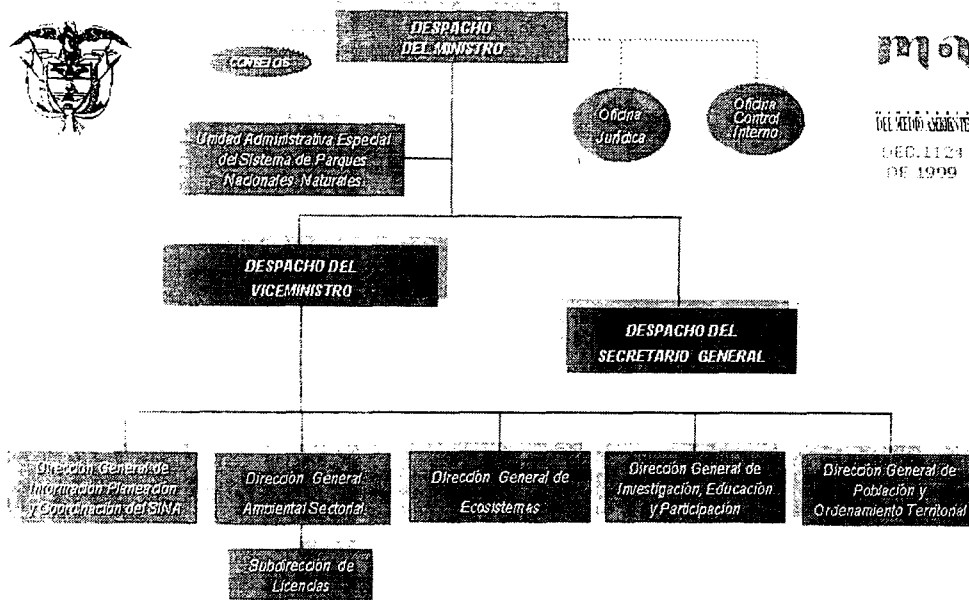 DESPACHO
DEL MINISTRO
CONSEJOS
Oficina
Jurídica
Oficina
Control
Interno
DEL MEDIO AMBIENTE
DEC.1124
DE 1999
Unidad Administrativa Especial
del Sistema de Parques
Nacionales Naturales
DESPACHO DEL
VICEMINISTRO
DESPACHO DEL
SECRETARIO GENERAL
Dirección General de
Información Planeación
y Coordinación del SINA
Dirección General
Ambiental Sectorial
Dirección General de
Ecosistemas
Dirección General de
Investigación, Educación
y Participación
Dirección General de
Población y
Ordenamiento Territorial
Subdirección de
Licencias